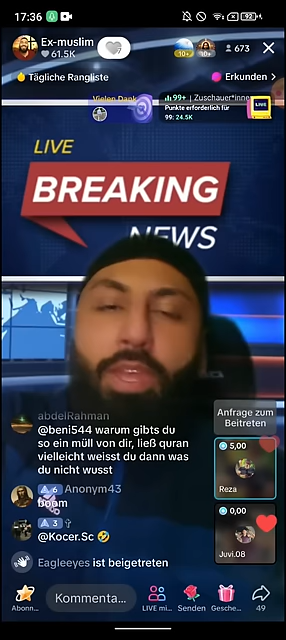 17:36
92
Ex-muslim
61.5K
10+
10+
673
Tägliche Rangliste
Erkunden >
Vielen Dank
99+ | Zuschauer*inne
Punkte erforderlich für
99: 24.5K
LIVE
LIVE
BREAKING
NEWS
abdelRahman
@beni544 warum gibts du
so ein müll von dir, ließ quran
vielleicht weisst du dann was
du nicht wusst
6 Anonym43
boom
3 ✝
@Kocer.Sc 🤣
Eagleeyes ist beigetreten
Anfrage zum
Beitreten
5,00
Reza
0,00
Juvi.08
Abonn...
Kommenta...
LIVE mi...
Senden
Gesche...
49